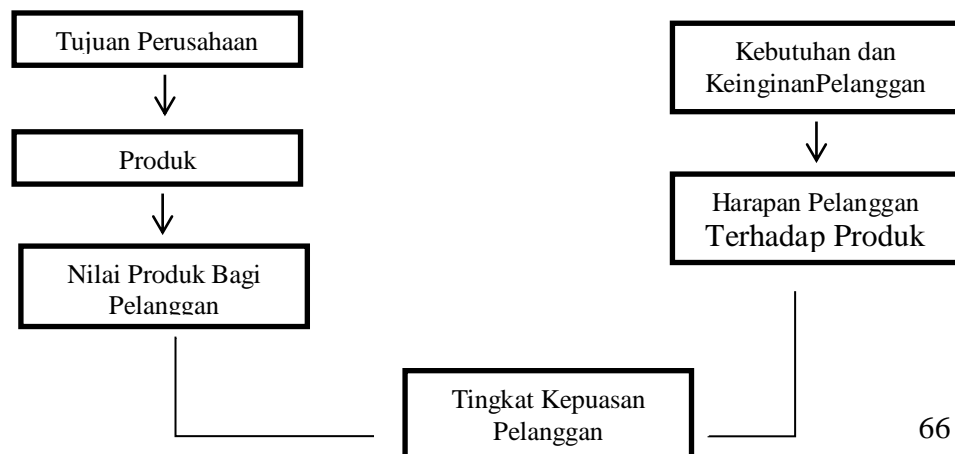 Tujuan Perusahaan
Produk
Nilai Produk Bagi
Pelanggan
Kebutuhan dan
KeinginanPelanggan
Harapan Pelanggan
Terhadap Produk
Tingkat Kepuasan
Pelanggan
66